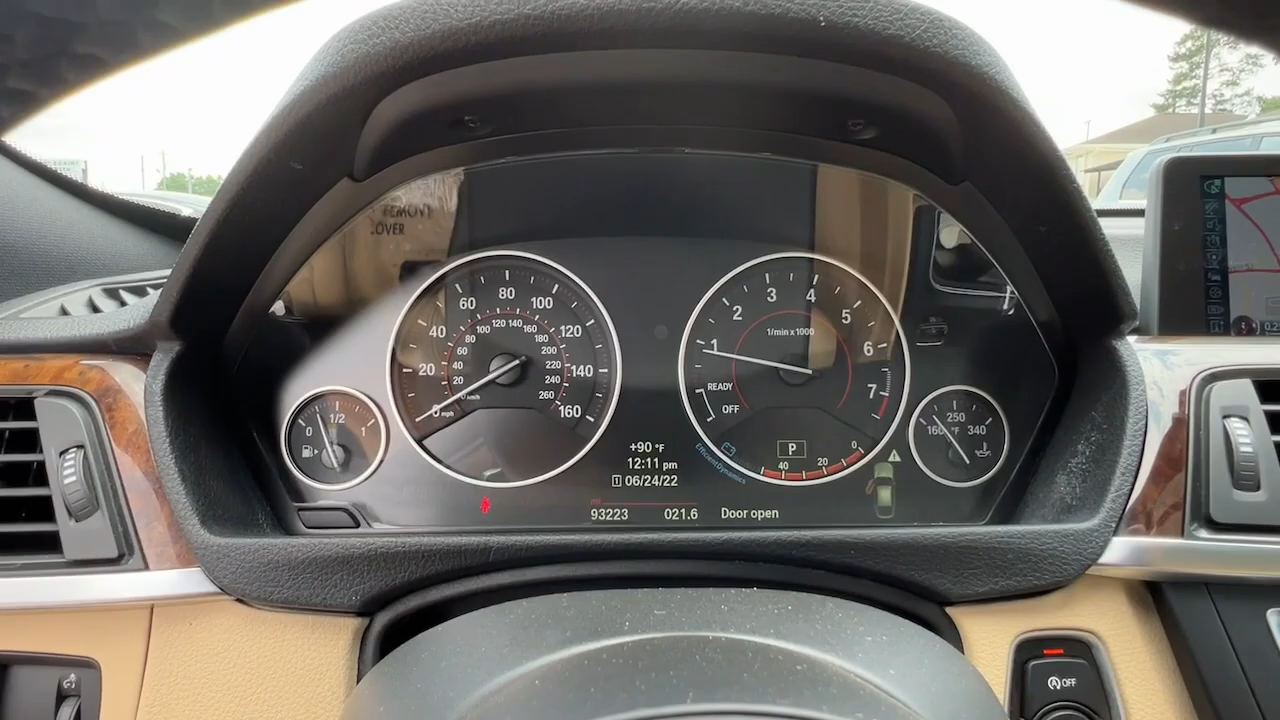 REMOVE
COVER
20
40
60
80
100
120
140
160
20
40
60
80
100
120
140
160
180
200
220
240
260
0 mph
0 km/h
1
2
3
4
5
6
7
1/min x 1000
READY
OFF
0
1/2
1
160
250
340
°F
P
40
20
0
EfficientDynamics
+90 °F
12:11 pm
06/24/22
mi
93223 021.6 Door open
OFF